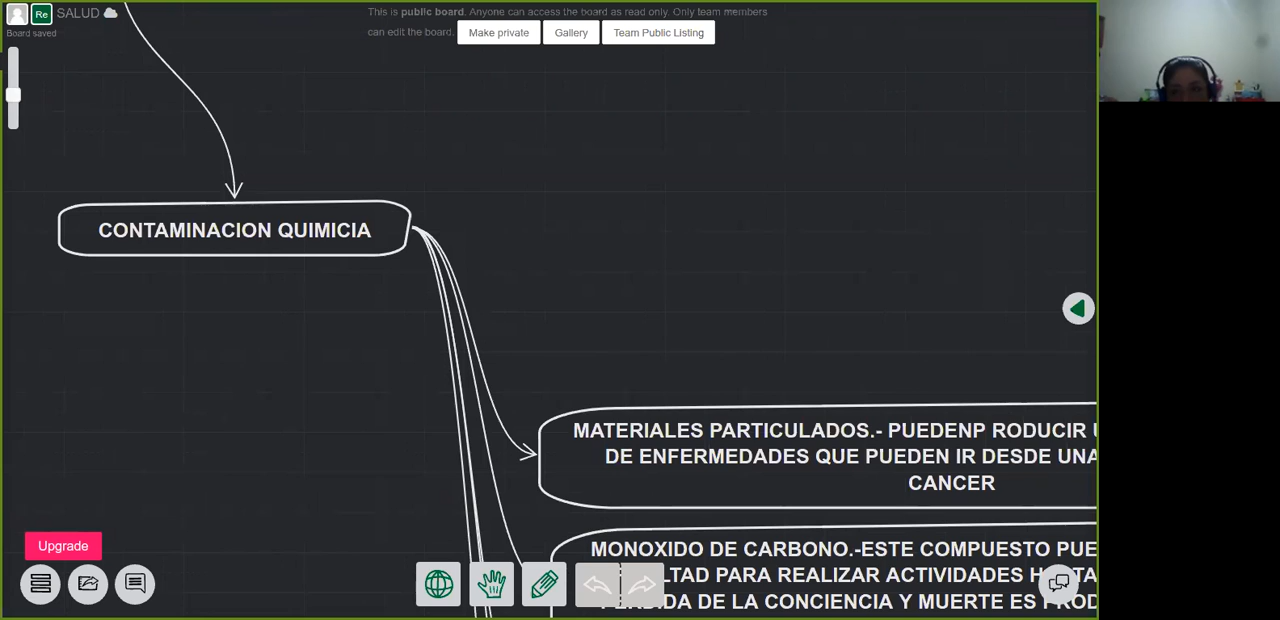 Re SALUD
Board saved
This is public board. Anyone can access the board as read only. Only team members
can edit the board. Make private Gallery Team Public Listing
CONTAMINACION QUIMICIA
MATERIALES PARTICULADOS.- PUEDENP RODUCIR
DE ENFERMEDADES QUE PUEDEN IR DESDE UNA
CANCER
MONOXIDO DE CARBONO.-ESTE COMPUESTO PUE
LTAD PARA REALIZAR ACTIVIDADES
DE LA CONCIENCIA Y MUERTE ES PROD
Upgrade